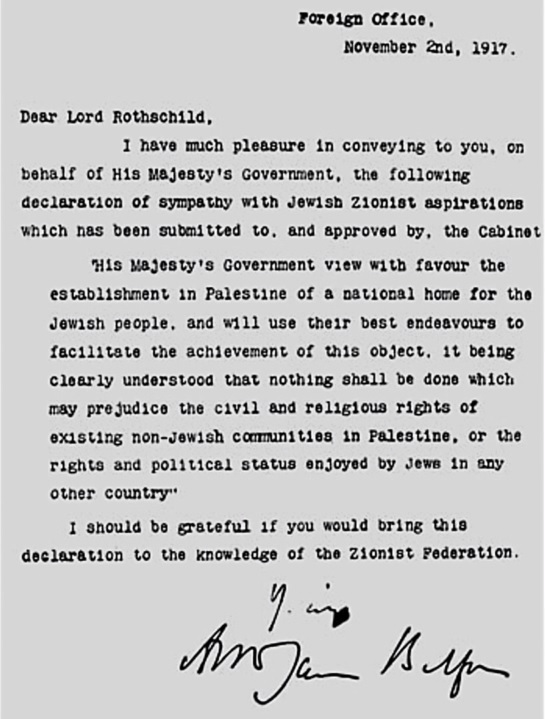 Foreign Office,
November 2nd, 1917.
Dear Lord Rothschild,
I have much pleasure in conveying to you, on
behalf of His Majesty's Government, the following
declaration of sympathy with Jewish Zionist aspirations
which has been submitted to, and approved by, the Cabinet
"His Majesty's Government view with favour the
establishment in Palestine of a national home for the
Jewish people, and will use their best endeavours to
facilitate the achievement of this object, it being
clearly understood that nothing shall be done which
may prejudice the civil and religious rights of
existing non-Jewish communities in Palestine, or the
rights and political status enjoyed by Jews in any
other country"
I should be grateful if you would bring this
declaration to the knowledge of the Zionist Federation.